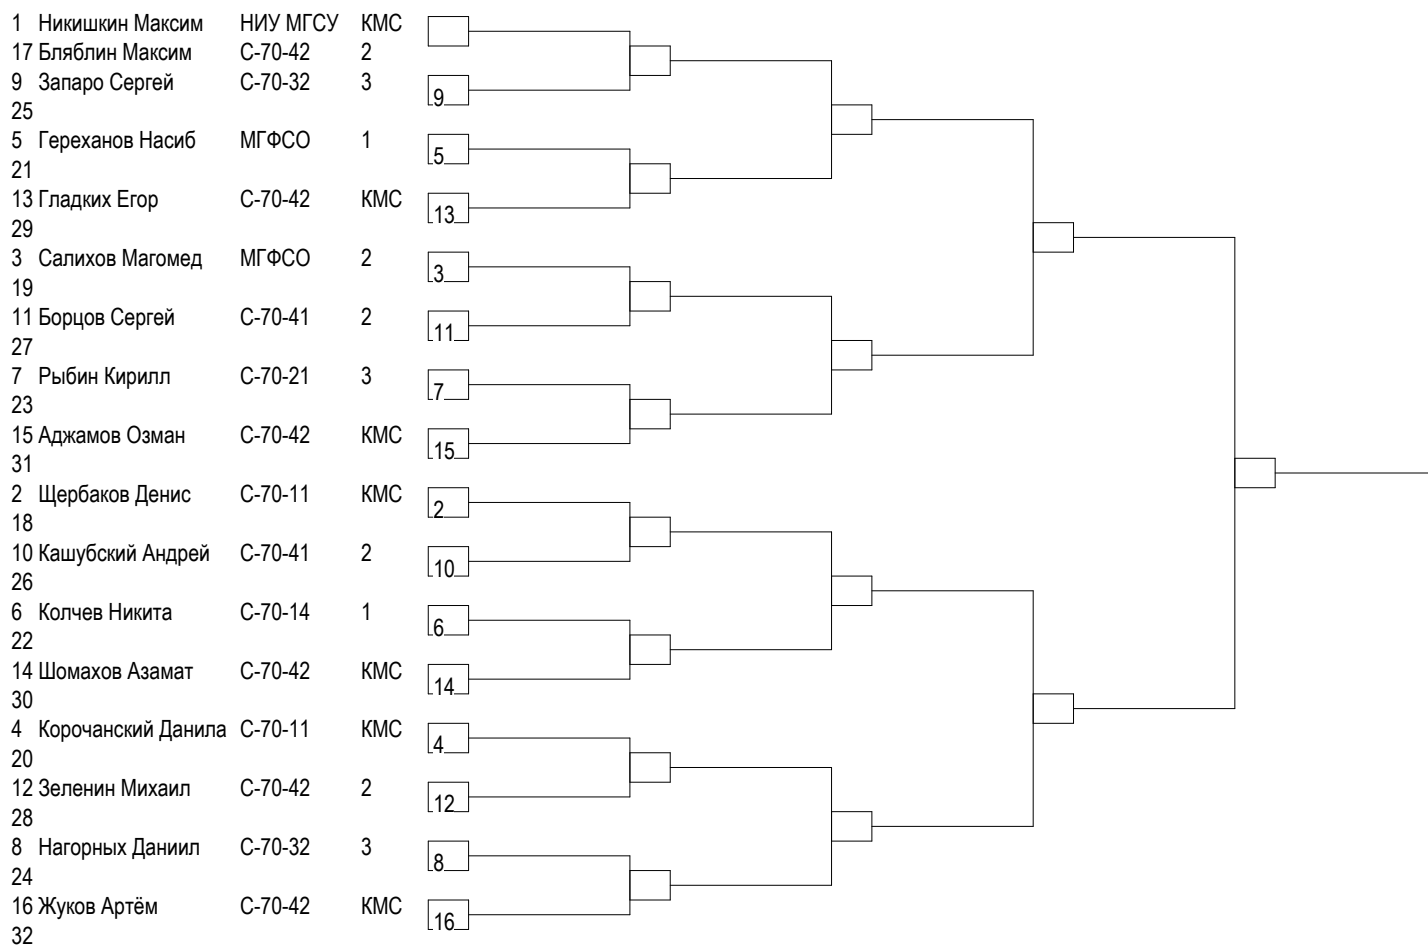 1 Никишкин Максим НИУ МГСУ КМС
17 Бляблин Максим С-70-42 2
9 Запаро Сергей С-70-32 3 9
25
5 Гереханов Насиб МГФСО 1 5
21
13 Гладких Егор С-70-42 КМС 13
29
3 Салихов Магомед МГФСО 2 3
19
11 Борцов Сергей С-70-41 2 11
27
7 Рыбин Кирилл С-70-21 3 7
23
15 Аджамов Озман С-70-42 КМС 15
31
2 Щербаков Денис С-70-11 КМС 2
18
10 Кашубский Андрей С-70-41 2 10
26
6 Колчев Никита С-70-14 1 6
22
14 Шомахов Азамат С-70-42 КМС 14
30
4 Корочанский Данила С-70-11 КМС 4
20
12 Зеленин Михаил С-70-42 2 12
28
8 Нагорных Даниил С-70-32 3 8
24
16 Жуков Артём С-70-42 КМС 16
32